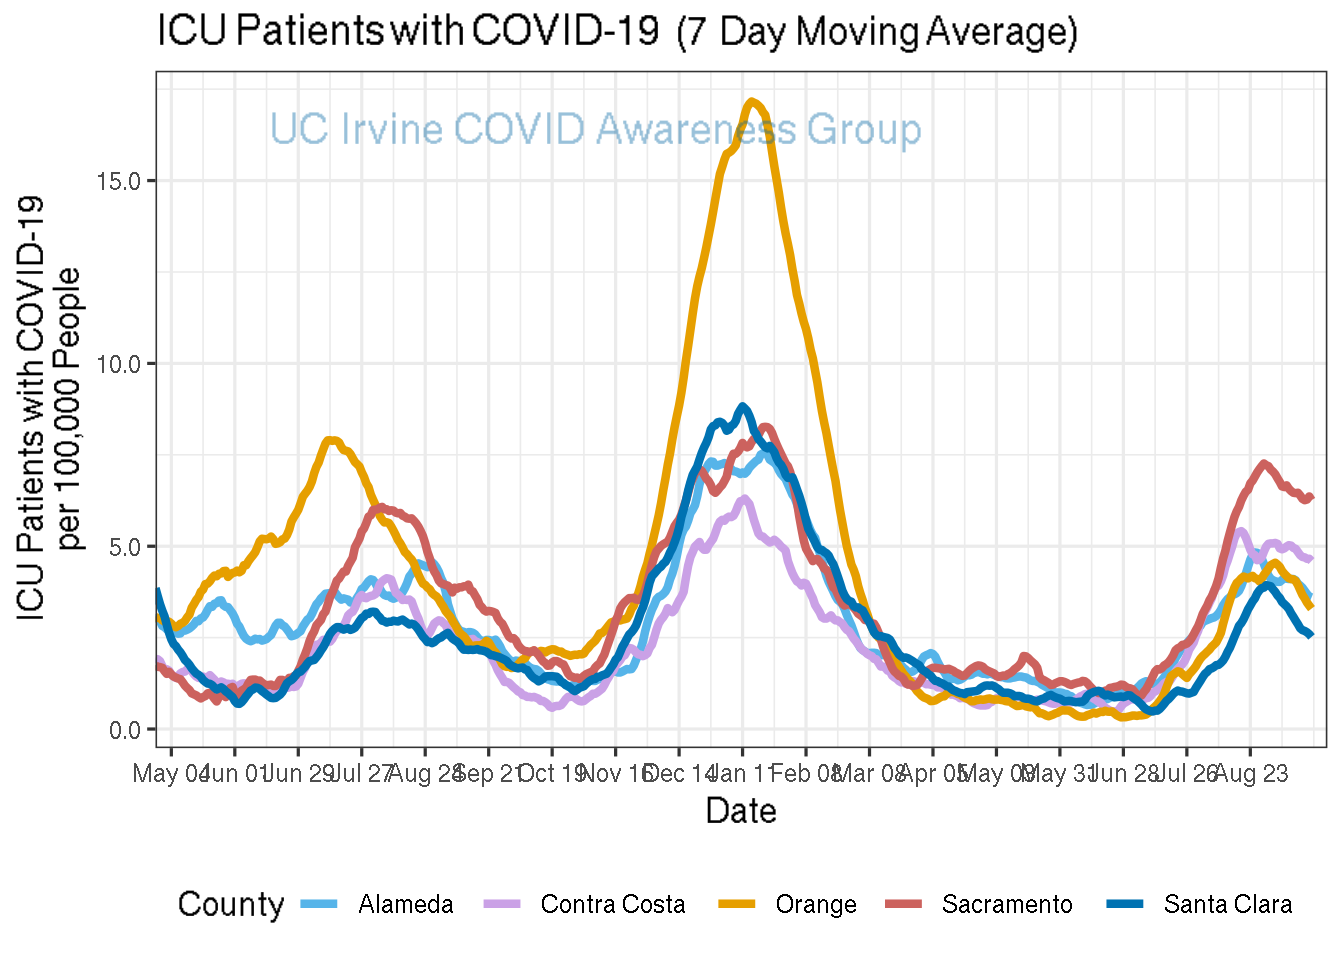 ICU Patients with COVID-19 (7 Day Moving Average)
UC Irvine COVID Awareness Group
ICU Patients with COVID-19
per 100,000 People
15.0
10.0
5.0
0.0
May 04 Jun 01 Jun 29 Jul 27 Aug 24 Sep 21 Oct 19 Nov 16 Dec 14 Jan 11 Feb 08 Mar 08 Apr 05 May 03 May 31 Jun 28 Jul 26 Aug 23
Date
County Alameda Contra Costa Orange Sacramento Santa Clara